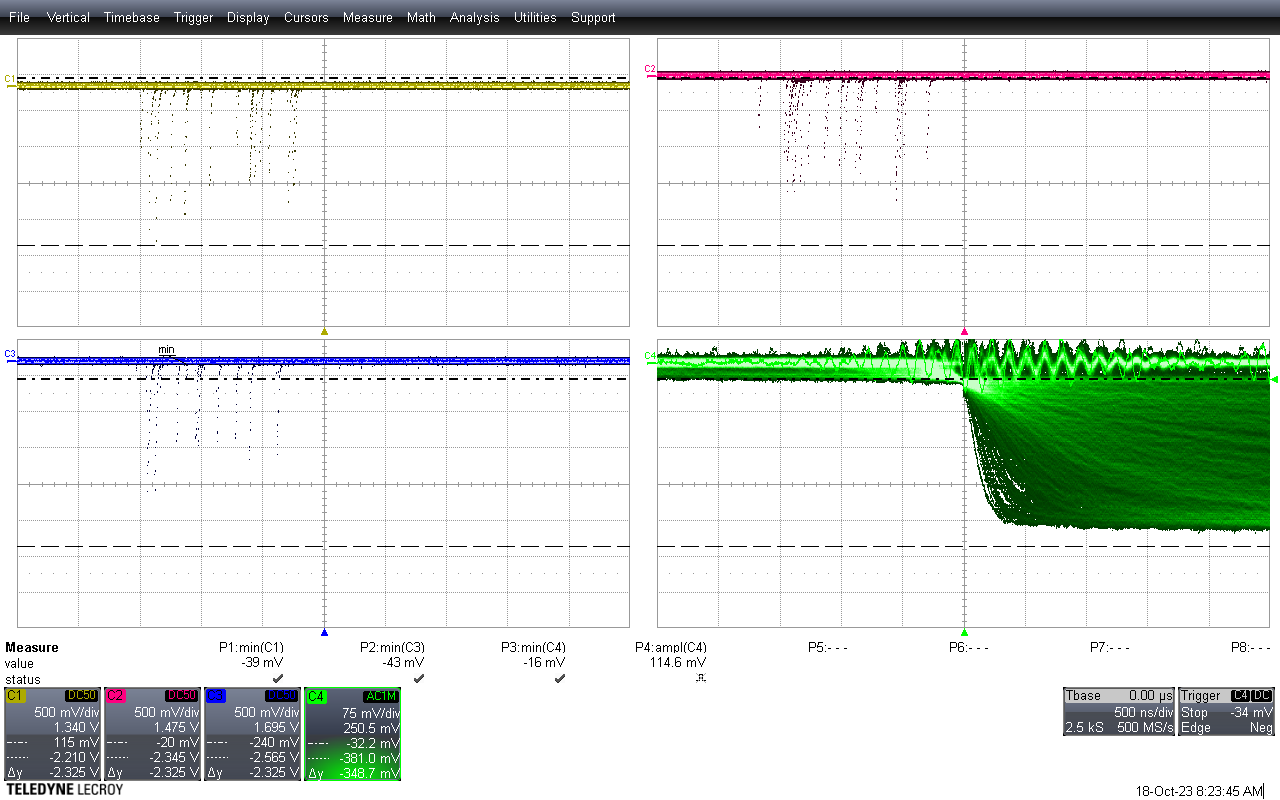 File Vertical Timebase Trigger Display Cursors Measure Math Analysis Utilities Support
C1
C2
C3
min
C4
Measure P1:min(C1) P2:min(C3) P3:min(C4) P4:ampl(C4) P5:- - - P6:- - - P7:- - - P8:- - -
value -39 mV -43 mV -16 mV 114.6 mV
status
C1 DC50
500 mV/div
1.340 V
115 mV
-2.210 V
Δy -2.325 V
C2 DC50
500 mV/div
1.475 V
-20 mV
-2.345 V
Δy -2.325 V
C3 DC50
500 mV/div
1.695 V
-240 mV
-2.565 V
Δy -2.325 V
C4 AC1M
75 mV/div
250.5 mV
-32.2 mV
-381.0 mV
Δy -348.7 mV
Tbase 0.00 µs
500 ns/div
2.5 kS 500 MS/s
Trigger C4 DC
Stop -34 mV
Edge Neg
TELEDYNE LECROY
18-Oct-23 8:23:45 AM